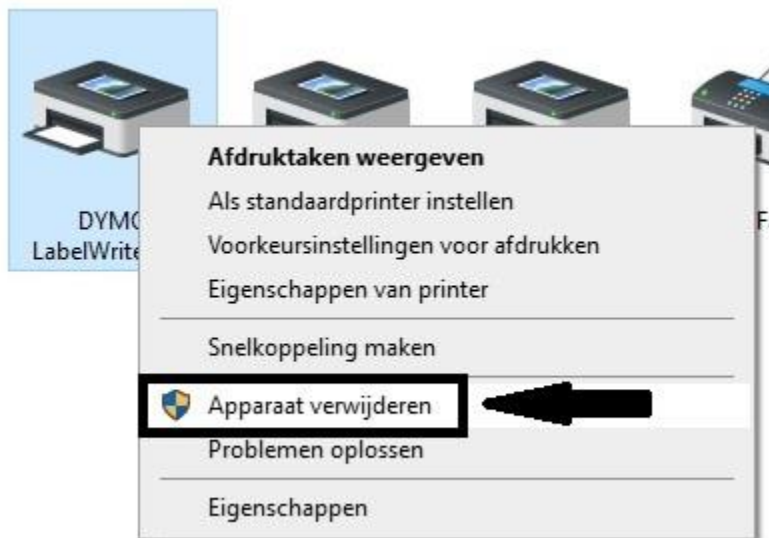 Afdruktaken weergeven
Als standaardprinter instellen
Voorkeursinstellingen voor afdrukken
Eigenschappen van printer
Snelkoppeling maken
Apparaat verwijderen
Problemen oplossen
Eigenschappen
DYMO
LabelWrite
F